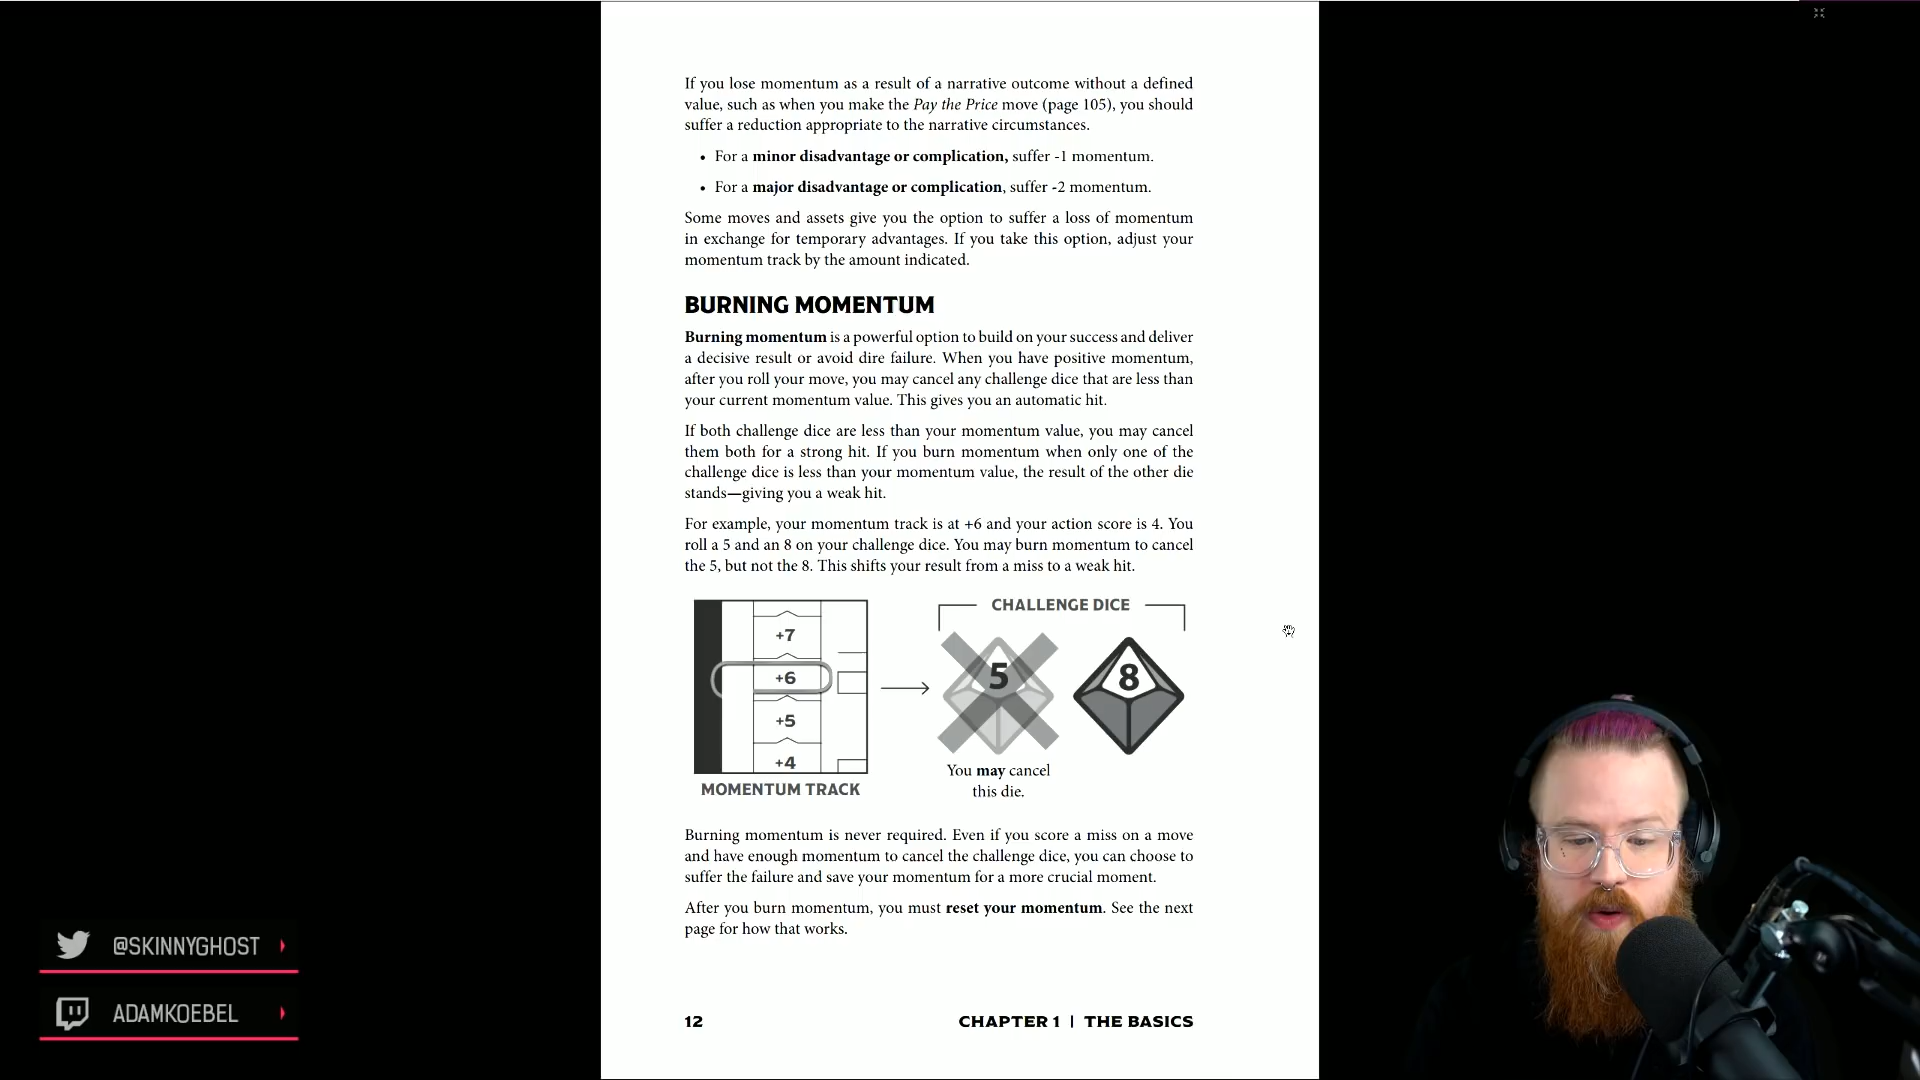 If you lose momentum as a result of a narrative outcome without a defined
value, such as when you make the Pay the Price move (page 105), you should
suffer a reduction appropriate to the narrative circumstances.
• For a minor disadvantage or complication, suffer -1 momentum.
• For a major disadvantage or complication, suffer -2 momentum.
Some moves and assets give you the option to suffer a loss of momentum
in exchange for temporary advantages. If you take this option, adjust your
momentum track by the amount indicated.
BURNING MOMENTUM
Burning momentum is a powerful option to build on your success and deliver
a decisive result or avoid dire failure. When you have positive momentum,
after you roll your move, you may cancel any challenge dice that are less than
your current momentum value. This gives you an automatic hit.
If both challenge dice are less than your momentum value, you may cancel
them both for a strong hit. If you burn momentum when only one of the
challenge dice is less than your momentum value, the result of the other die
stands—giving you a weak hit.
For example, your momentum track is at +6 and your action score is 4. You
roll a 5 and an 8 on your challenge dice. You may burn momentum to cancel
the 5, but not the 8. This shifts your result from a miss to a weak hit.
+7
+6
+5
+4
MOMENTUM TRACK
CHALLENGE DICE
5
8
You may cancel
this die.
Burning momentum is never required. Even if you score a miss on a move
and have enough momentum to cancel the challenge dice, you can choose to
suffer the failure and save your momentum for a more crucial moment.
After you burn momentum, you must reset your momentum. See the next
page for how that works.
12
CHAPTER 1 | THE BASICS
@SKINNYGHOST
ADAMKOEBEL